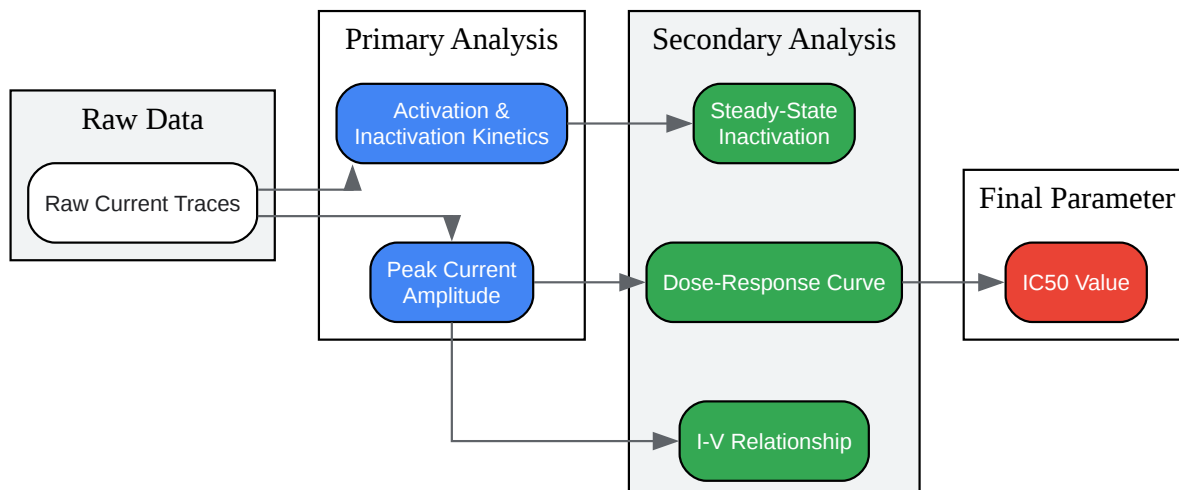 Raw Data
Raw Current Traces
Primary Analysis
Activation &
Inactivation Kinetics
Peak Current
Amplitude
Secondary Analysis
Steady-State
Inactivation
Dose-Response Curve
I-V Relationship
Final Parameter
IC50 Value